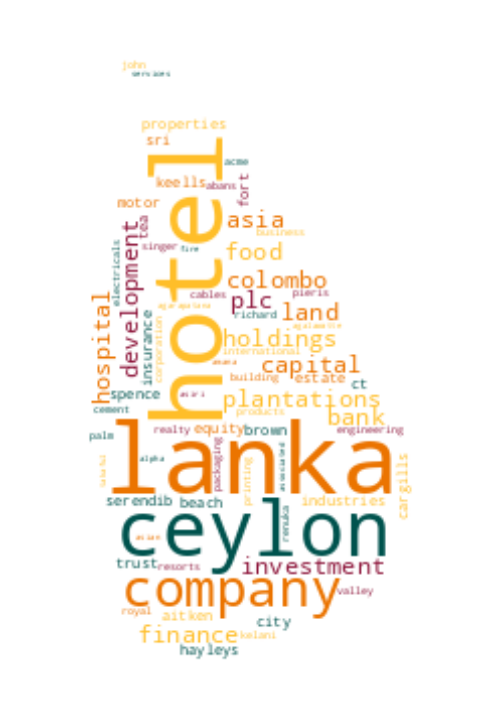 john
services
properties
sri
hotel
acme
keells
abans
fort
motor
tea
asia
business
development
singer
fire
food
electricals
colombo
cables
plc
pieris
hospital
insurance
corporation
richard
land
holdings
international
capital
building
estate
ct
spence
asiri
plantations
cement
products
bank
palm
realty
equity
brown
engineering
lanka
packaging
alpha
printing
associated
cargills
serendib
beach
industries
ceylon
renuka
asian
trust
resorts
investment
company
valley
royal
aitken
city
finance
kelani
hayleys